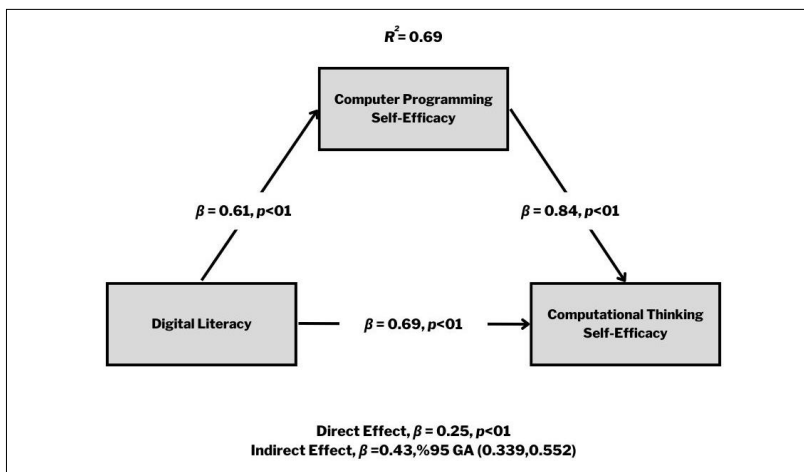 R²= 0.69
Computer Programming
Self-Efficacy
β = 0.61, p<01
β = 0.84, p<01
Digital Literacy
β = 0.69, p<01
Computational Thinking
Self-Efficacy
Direct Effect, β = 0.25, p<01
Indirect Effect, β =0.43,%95 GA (0.339,0.552)